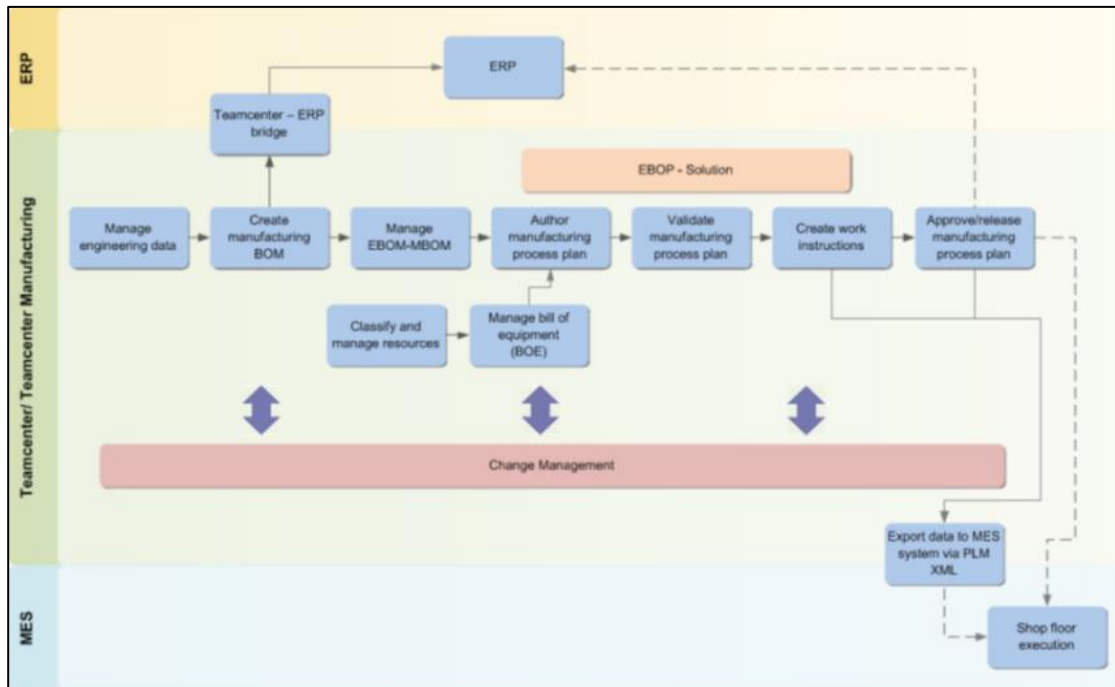 ERP
ERP
Teamcenter – ERP
bridge
Teamcenter/ Teamcenter Manufacturing
EBOP - Solution
Manage
engineering data
Create
manufacturing
BOM
Manage
EBOM-MBOM
Author
manufacturing
process plan
Validate
manufacturing
process plan
Create work
instructions
Approve/release
manufacturing
process plan
Classify and
manage resources
Manage bill of
equipment
(BOE)
Change Management
Export data to MES
system via PLM
XML
MES
Shop floor
execution